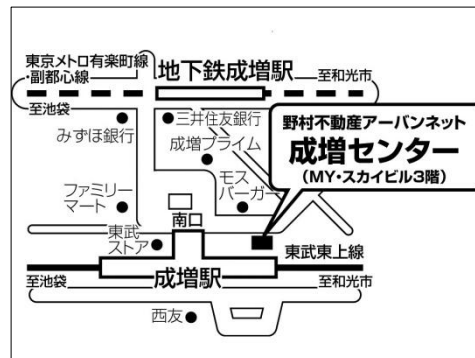 東京メトロ有楽町線
・副都心線
地下鉄成増駅
至和光市
至池袋
みずほ銀行
三井住友銀行
成増プライム
野村不動産アーバンネット
成増センター
(MY・スカイビル3階)
モス
バーガー
ファミリー
マート
南口
東武
ストア
東武東上線
至池袋
成増駅
至和光市
西友